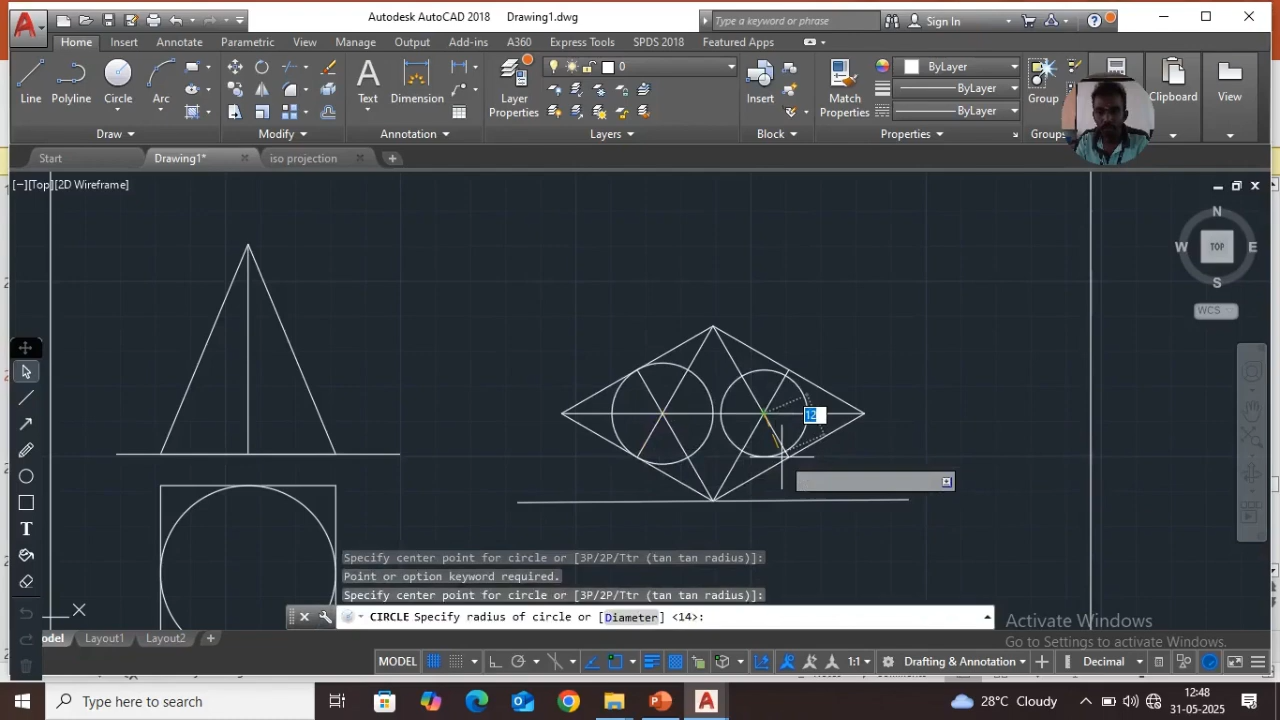 Autodesk AutoCAD 2018 Drawing1.dwg
Type a keyword or phrase
Sign In
Home Insert Annotate Parametric View Manage Output Add-ins A360 Express Tools SPDS 2018 Featured Apps
0
ByLayer
ByLayer
ByLayer
Line Polyline Circle Arc
Text Dimension
Layer Properties
Insert
Match Properties
Group
Clipboard
View
Draw Modify Annotation Layers Block Properties Groups
Start Drawing1* iso projection
[−][Top][2D Wireframe]
N
W TOP E
S
WCS
12
Specify center point for circle or [3P/2P/Ttr (tan tan radius)]:
Point or option keyword required.
Specify center point for circle or [3P/2P/Ttr (tan tan radius)]:
CIRCLE Specify radius of circle or [Diameter] <14>:
Activate Windows
Go to Settings to activate Windows.
T
X
odel Layout1 Layout2
MODEL 1:1 Drafting & Annotation Decimal
Type here to search
28°C Cloudy
12:48
31-05-2025